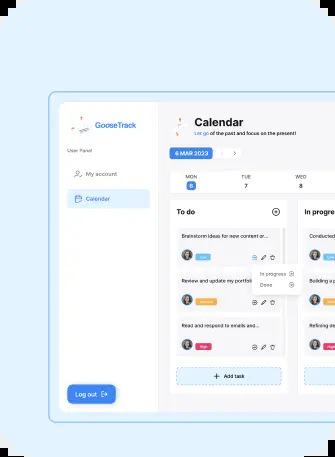 GooseTrack
Calendar
Let go of the past and focus on the present!
User Panel
6 MAR 2023
My account
MON TUE WED
6 7 8
Calendar
To do
In progre
Brainstorm ideas for new content or...
Conducted
Low
In progress
Done
Review and update my portfoli
Building a p
Medium
Read and respond to emails and...
Refining de
High
Log out
+ Add task